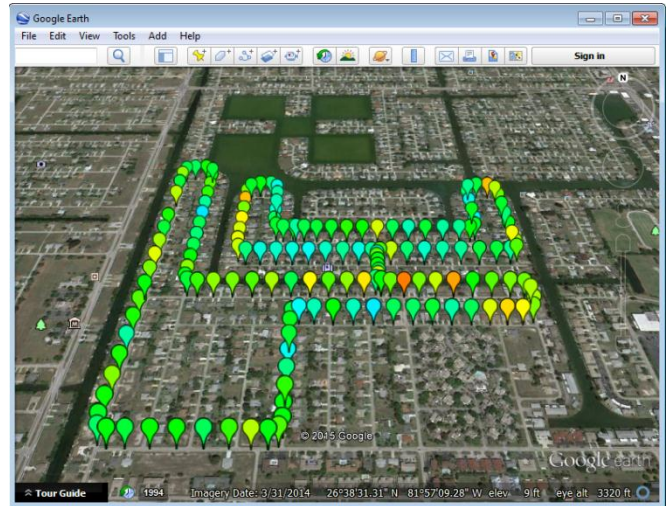 Google Earth
File Edit View Tools Add Help
Sign in
N
© 2015 Google
Google earth
Tour Guide 1994 Imagery Date: 3/31/2014 26°38'31.31" N 81°57'09.28" W elev 9 ft eye alt 3320 ft